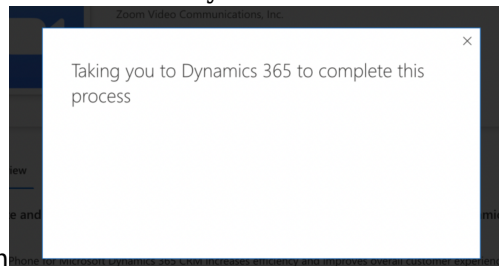 Zoom Video Communications, Inc.
Taking you to Dynamics 365 to complete this
process
e and
Phone for Microsoft Dynamics 365 CRM increases efficiency and improves overall customer